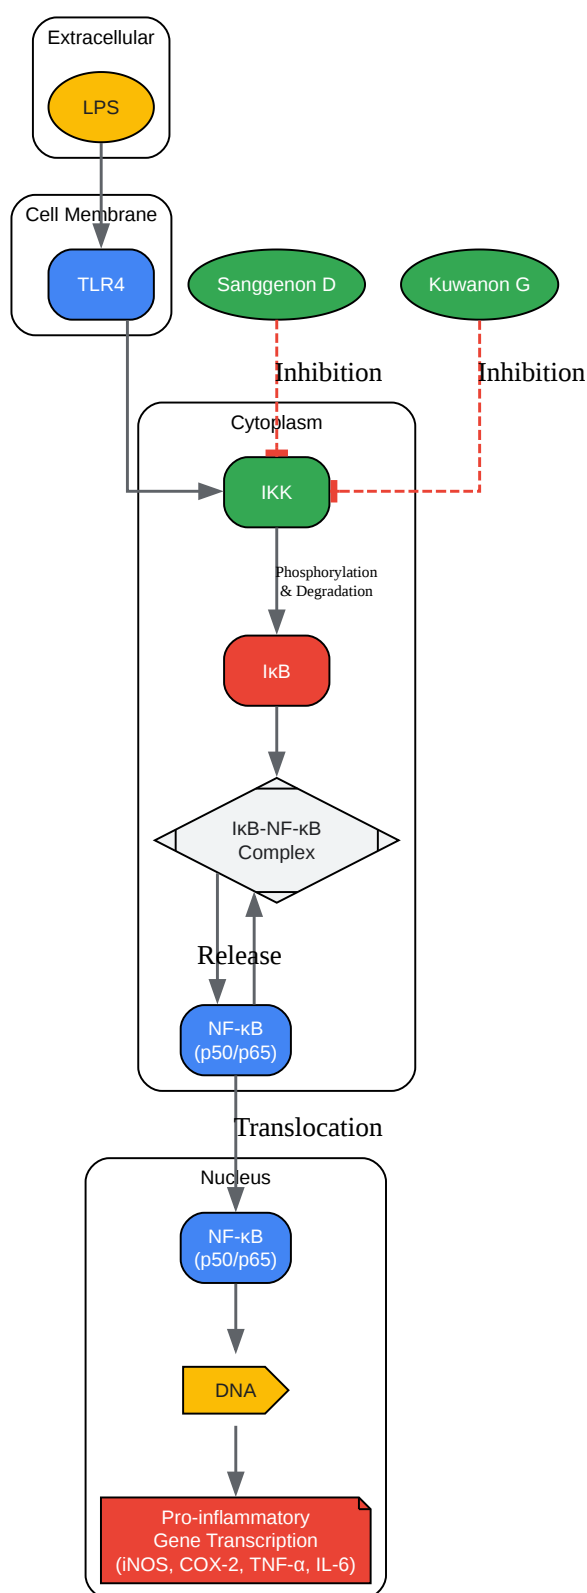 Extracellular
LPS
Cell Membrane
TLR4
Sanggenon D
Kuwanon G
Inhibition
Inhibition
Cytoplasm
IKK
Phosphorylation
& Degradation
IκB
IκB-NF-κB
Complex
Release
NF-κB
(p50/p65)
Translocation
Nucleus
NF-κB
(p50/p65)
DNA
Pro-inflammatory
Gene Transcription
(iNOS, COX-2, TNF-α, IL-6)